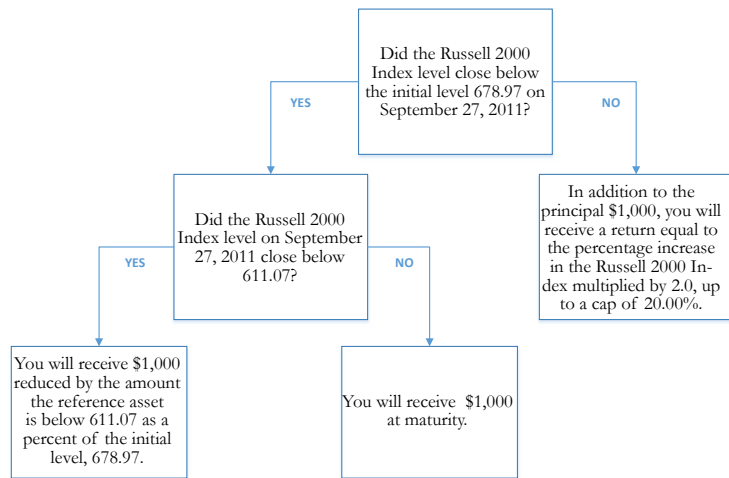 Did the Russell 2000
Index level close below
the initial level 678.97 on
September 27, 2011?
YES
NO
Did the Russell 2000
Index level on September
27, 2011 close below
611.07?
In addition to the
principal $1,000, you will
receive a return equal to
the percentage increase
in the Russell 2000 In-
dex multiplied by 2.0, up
to a cap of 20.00%.
YES
NO
You will receive $1,000
reduced by the amount
the reference asset
is below 611.07 as a
percent of the initial
level, 678.97.
You will receive $1,000
at maturity.